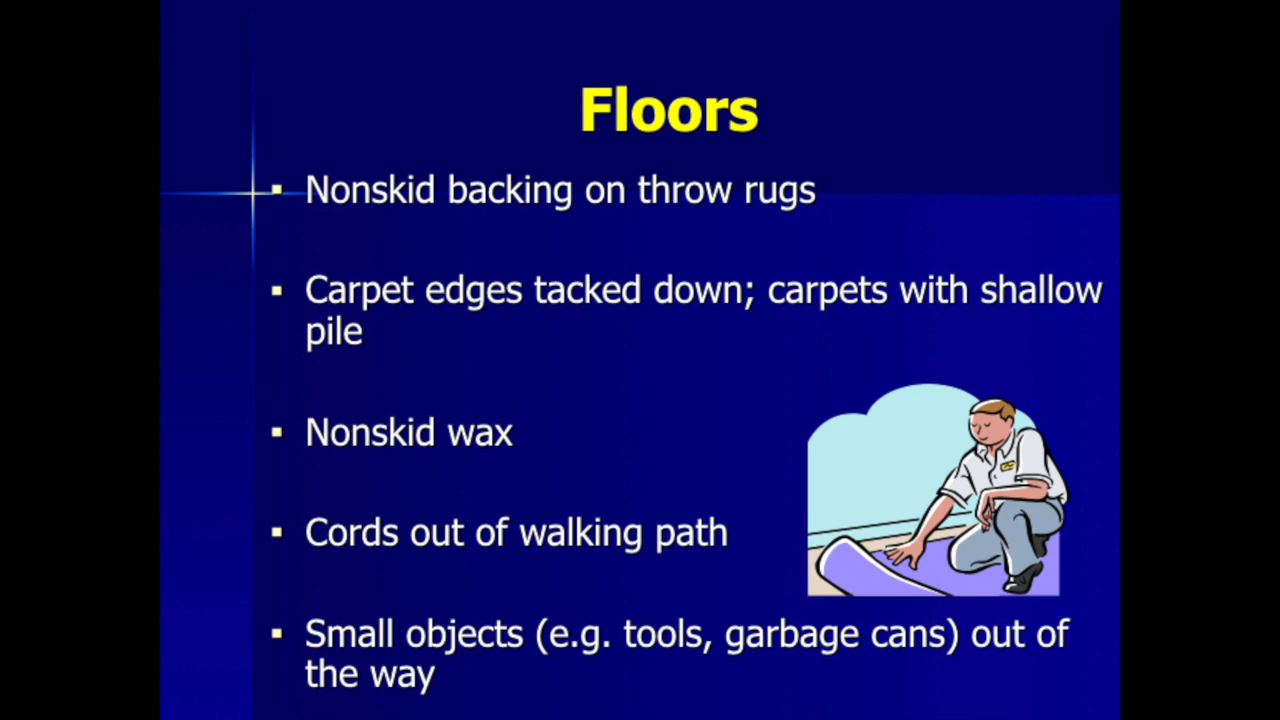 Floors
▪ Nonskid backing on throw rugs
▪ Carpet edges tacked down; carpets with shallow
pile
▪ Nonskid wax
▪ Cords out of walking path
▪ Small objects (e.g. tools, garbage cans) out of
the way